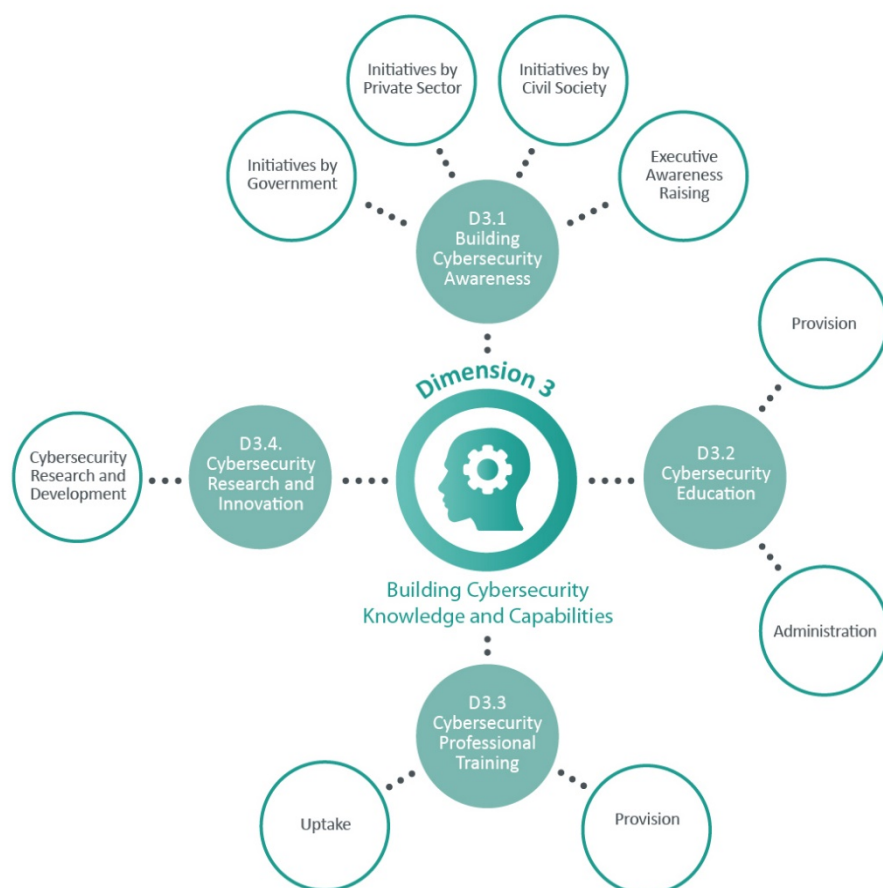 Initiatives by
Private Sector
Initiatives by
Civil Society
Initiatives by
Government
Executive
Awareness
Raising
D3.1
Building
Cybersecurity
Awareness
Provision
Dimension 3
Cybersecurity
Research and
Development
D3.4.
Cybersecurity
Research and
Innovation
D3.2
Cybersecurity
Education
Building Cybersecurity
Knowledge and Capabilities
Administration
D3.3
Cybersecurity
Professional
Training
Uptake
Provision